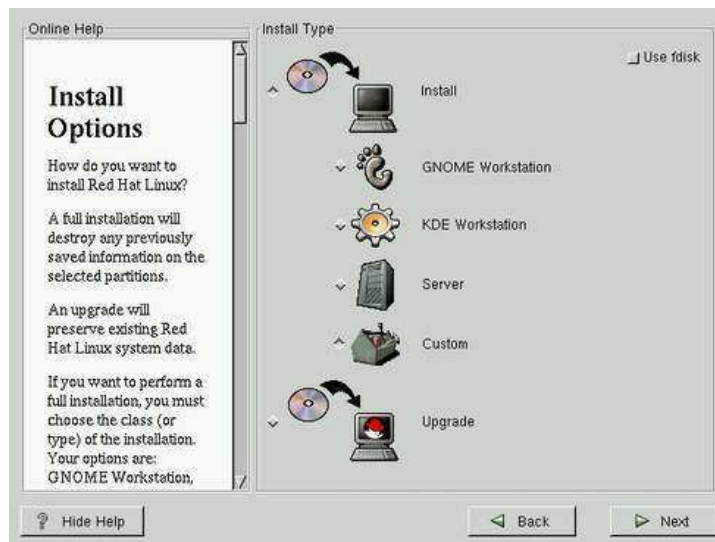 Online Help
Install
Options
How do you want to
install Red Hat Linux?
A full installation will
destroy any previously
saved information on the
selected partitions.
An upgrade will
preserve existing Red
Hat Linux system data.
If you want to perform a
full installation, you must
choose the class (or
type) of the installation.
Your options are:
GNOME Workstation,
Install Type
Use fdisk
Install
GNOME Workstation
KDE Workstation
Server
Custom
Upgrade
? Hide Help
Back
Next